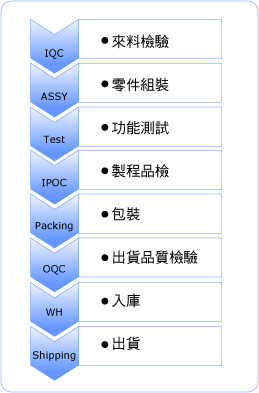 IQC ●來料檢驗
ASSY ●零件組裝
Test ●功能測試
IPOC ●製程品檢
Packing ●包裝
OQC ●出貨品質檢驗
WH ●入庫
Shipping ●出貨